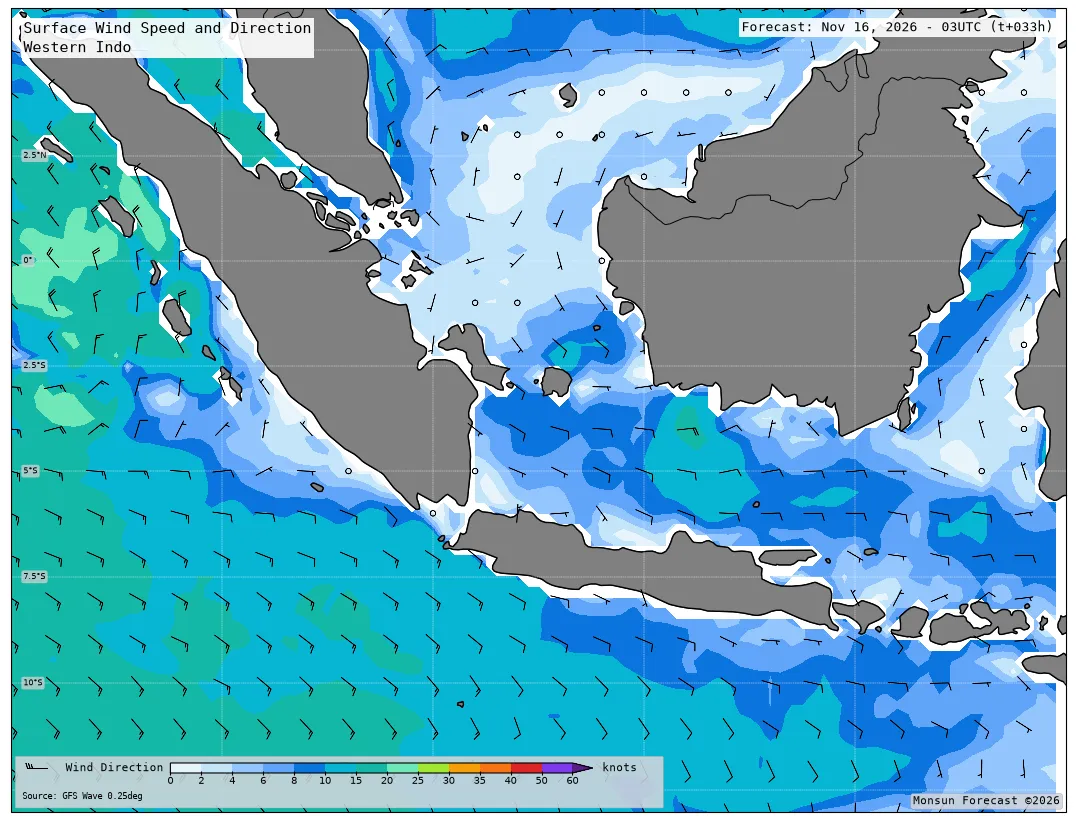 Surface Wind Speed and Direction
Western Indo
Forecast: Nov 16, 2026 - 03UTC (t+033h)
2.5°N
0°
2.5°S
5°S
7.5°S
10°S
Wind Direction
0 2 4 6 8 10 15 20 25 30 35 40 50 60
knots
Source: GFS Wave 0.25deg
Monsun Forecast ©2026